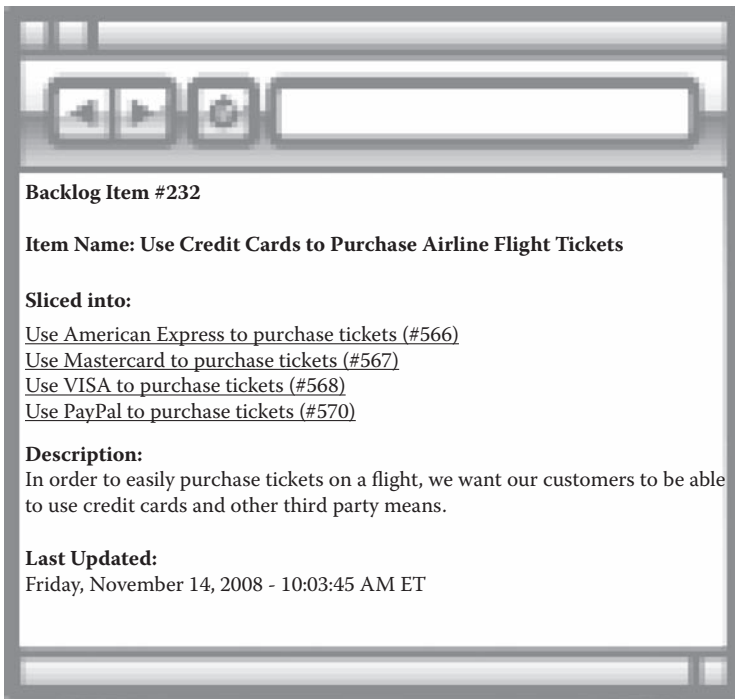 Backlog Item #232
Item Name: Use Credit Cards to Purchase Airline Flight Tickets
Sliced into:
Use American Express to purchase tickets (#566)
Use Mastercard to purchase tickets (#567)
Use VISA to purchase tickets (#568)
Use PayPal to purchase tickets (#570)
Description:
In order to easily purchase tickets on a flight, we want our customers to be able
to use credit cards and other third party means.
Last Updated:
Friday, November 14, 2008 - 10:03:45 AM ET